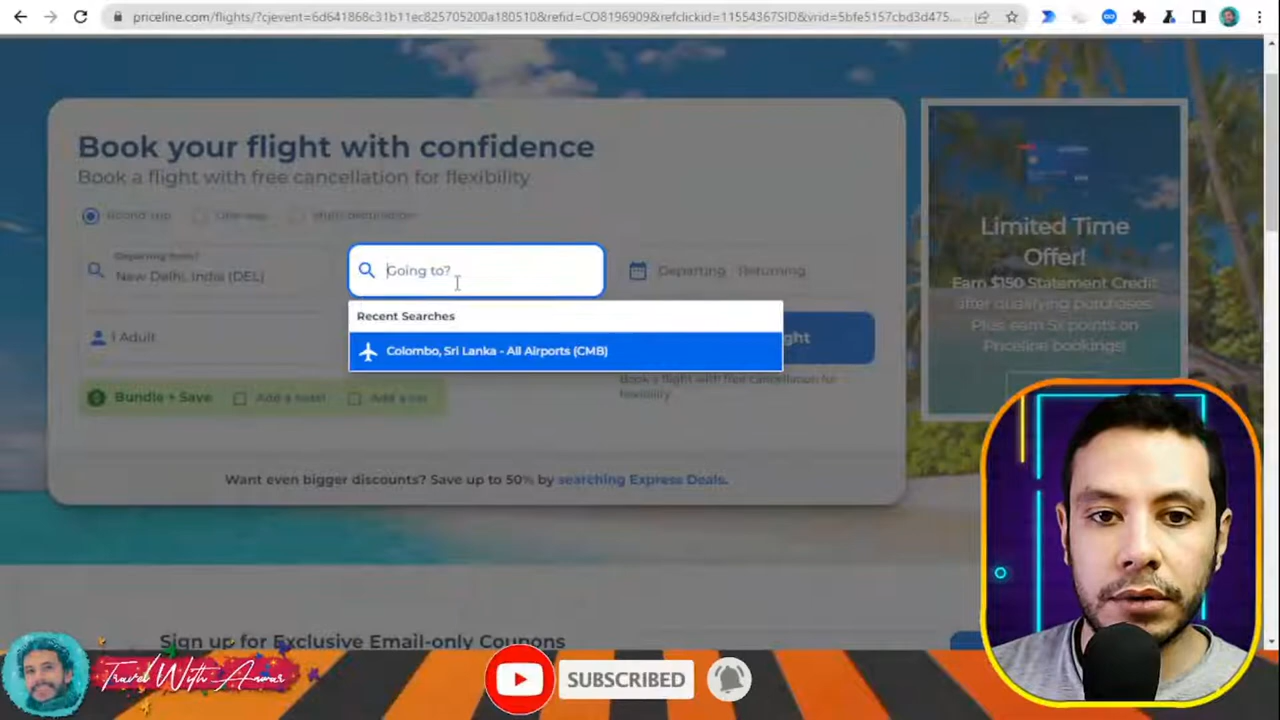 priceline.com/flights/?cjevent=6d641868c31b11ec825705200a180510&refid=CO8196909&refclickid=11554367SID&vrid=5bfe5157cbd3d475...
Book your flight with confidence
Book a flight with free cancellation for flexibility
Round-trip One-way Multi-destination
Departing from?
New Delhi, India (DEL)
Going to?
Departing - Returning
Recent Searches
Colombo, Sri Lanka - All Airports (CMB)
1 Adult
ght
Book a flight with free cancellation for
flexibility
Bundle + Save Add a hotel Add a car
Want even bigger discounts? Save up to 50% by searching Express Deals.
Limited Time
Offer!
Earn $150 Statement Credit
after qualifying purchases.
Plus earn 5x points on
Priceline bookings!
Sign up for Exclusive Email-only Coupons
Travel With Anwar
SUBSCRIBED